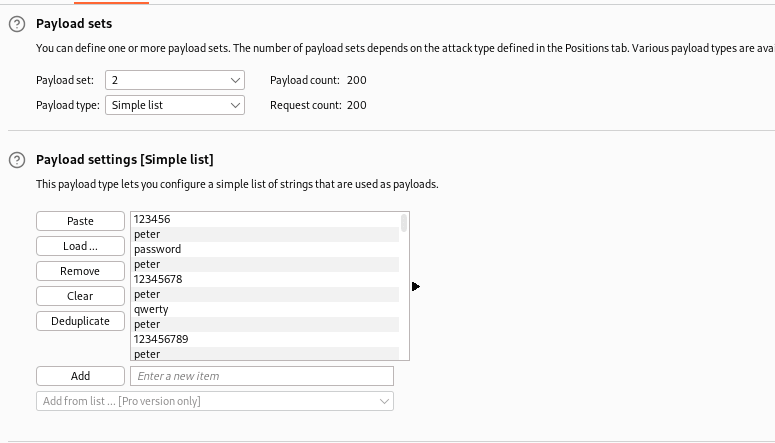 Payload sets
You can define one or more payload sets. The number of payload sets depends on the attack type defined in the Positions tab. Various payload types are ava
Payload set: 2 Payload count: 200
Payload type: Simple list Request count: 200
Payload settings [Simple list]
This payload type lets you configure a simple list of strings that are used as payloads.
Paste
Load ...
Remove
Clear
Deduplicate
123456
peter
password
peter
12345678
peter
qwerty
peter
123456789
peter
Add Enter a new item
Add from list ... [Pro version only]